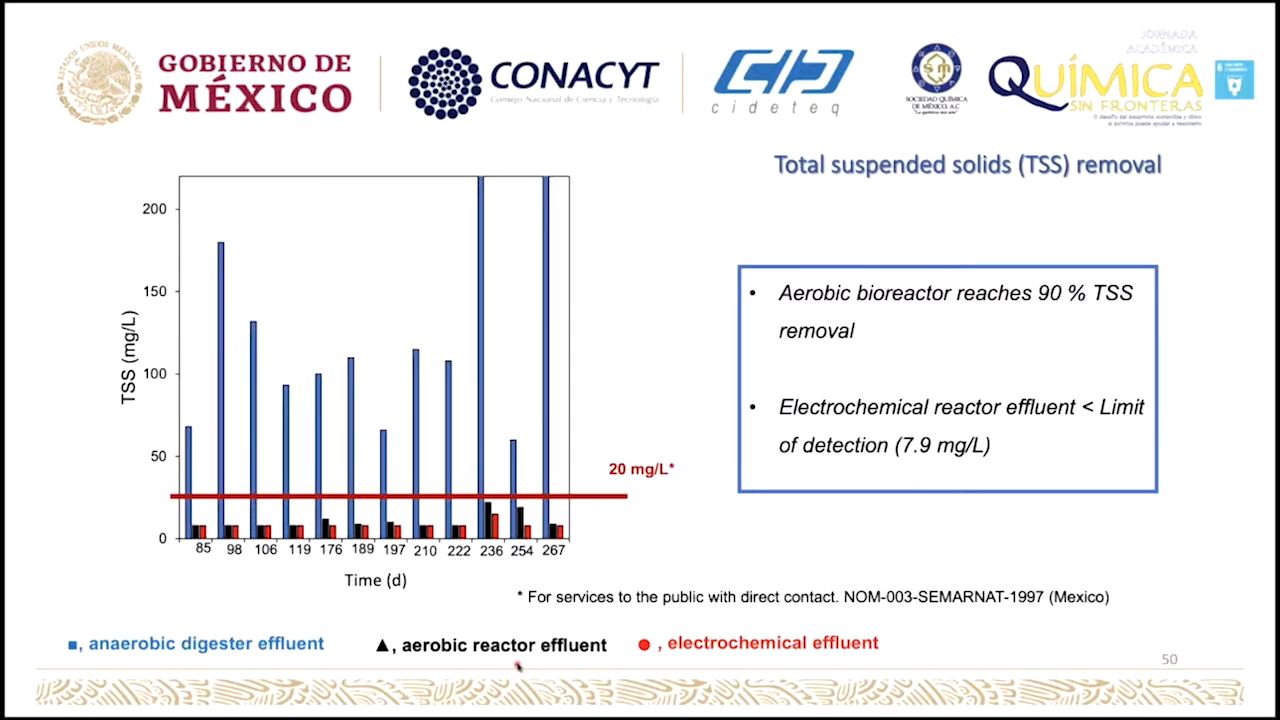 ESTADOS UNIDOS MEXICANOS
GOBIERNO DE
MÉXICO
CONACYT
Consejo Nacional de Ciencia y Tecnología
cideteq
SOCIEDAD QUÍMICA
DE MÉXICO, A.C.
JORNADA
ACADÉMICA
QUÍMICA
SIN FRONTERAS
6
Total suspended solids (TSS) removal
200
150
100
50
0
TSS (mg/L)
20 mg/L*
85 98 106 119 176 189 197 210 222 236 254 267
Time (d)
• Aerobic bioreactor reaches 90 % TSS
removal
• Electrochemical reactor effluent < Limit
of detection (7.9 mg/L)
* For services to the public with direct contact. NOM-003-SEMARNAT-1997 (Mexico)
■, anaerobic digester effluent ▲, aerobic reactor effluent ● , electrochemical effluent
50